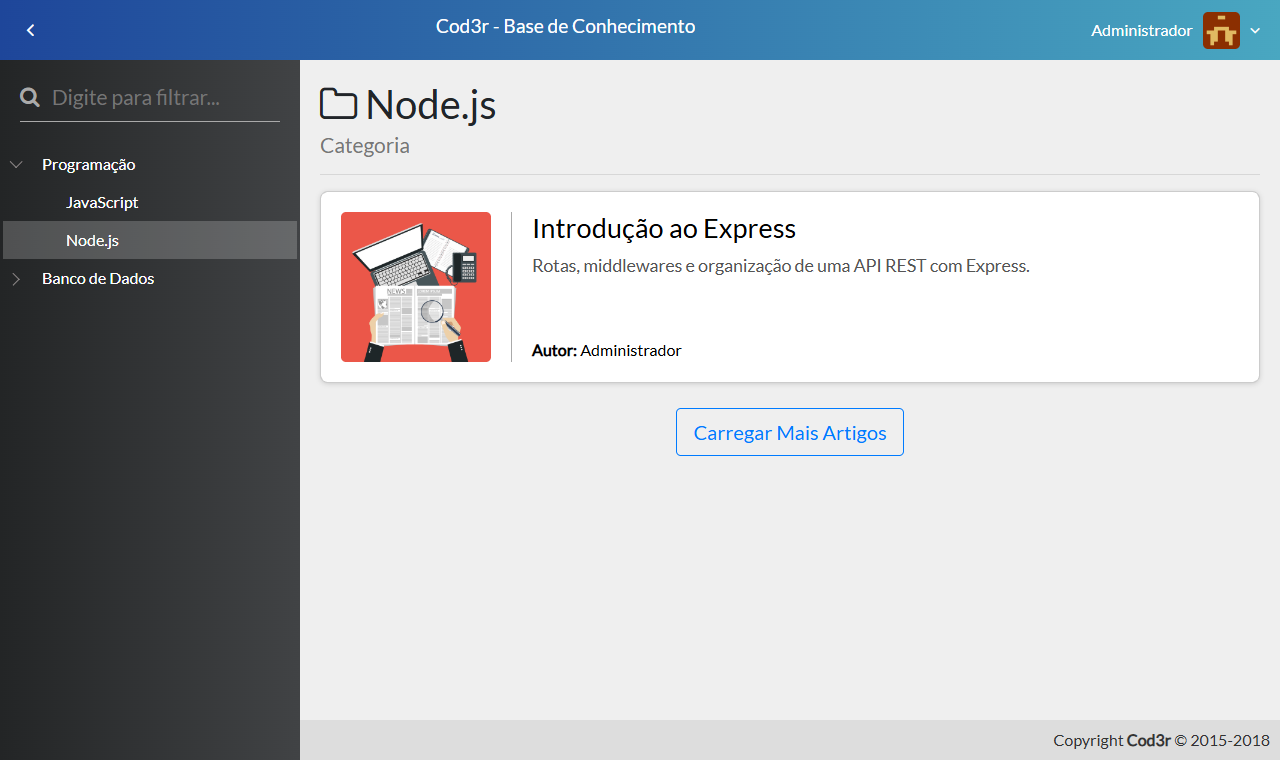 Cod3r - Base de Conhecimento
Administrador
Digite para filtrar...
Programação
JavaScript
Node.js
Banco de Dados
Node.js
Categoria
NEWS
Introdução ao Express
Rotas, middlewares e organização de uma API REST com Express.
Autor: Administrador
Carregar Mais Artigos
Copyright Cod3r © 2015-2018